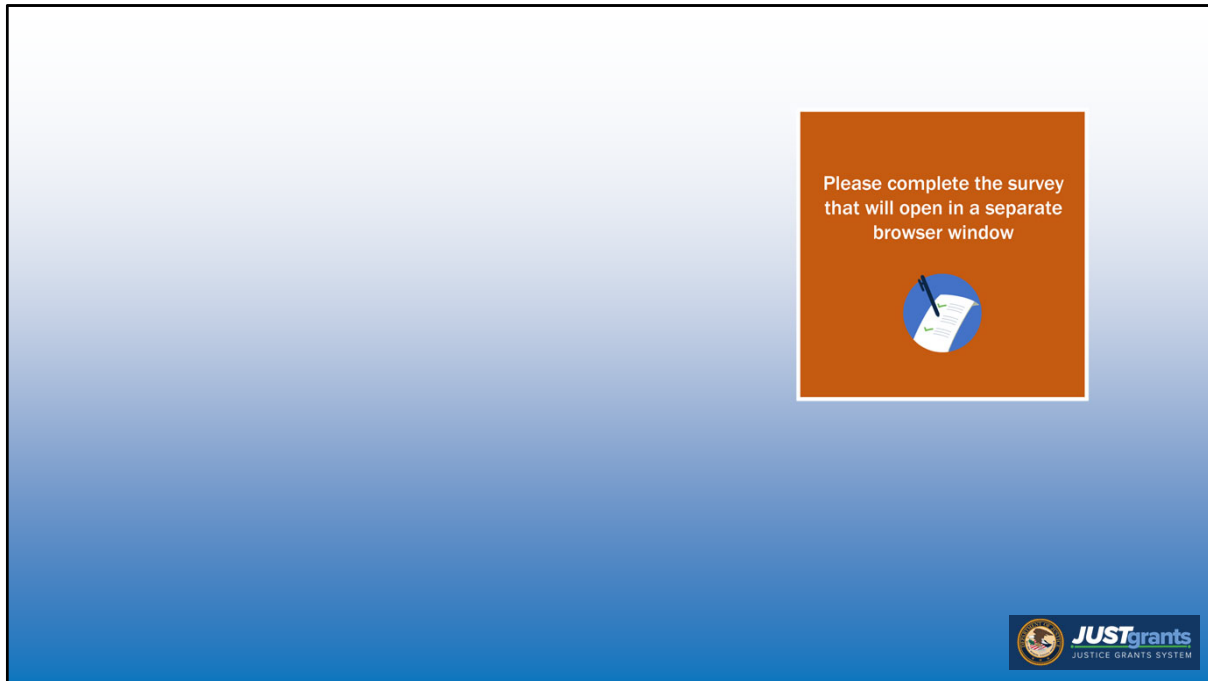 Please complete the survey
that will open in a separate
browser window
JUSTgrants
JUSTICE GRANTS SYSTEM